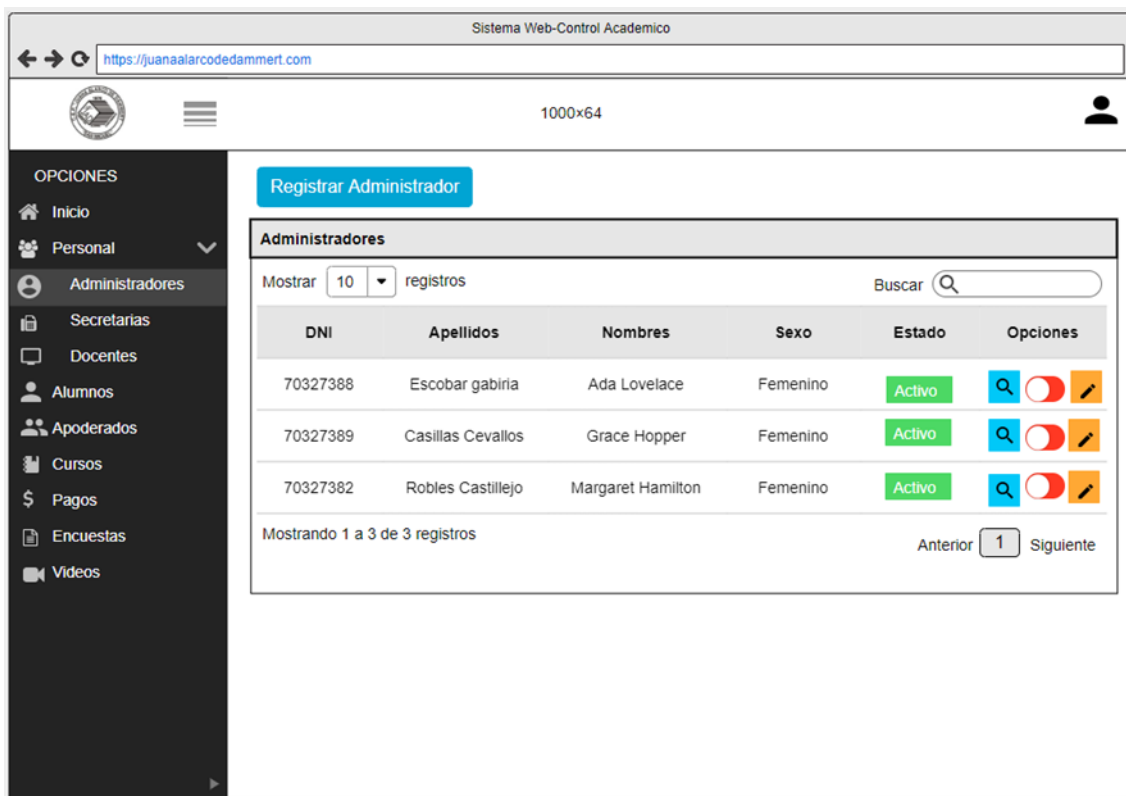 Sistema Web-Control Academico
https://juanaalarcodedammert.com
1000×64
OPCIONES
Inicio
Personal
Administradores
Secretarias
Docentes
Alumnos
Apoderados
Cursos
Pagos
Encuestas
Videos
Registrar Administrador
Administradores
Mostrar 10 registros Buscar
DNI Apellidos Nombres Sexo Estado Opciones
70327388 Escobar gabiria Ada Lovelace Femenino Activo
70327389 Casillas Cevallos Grace Hopper Femenino Activo
70327382 Robles Castillejo Margaret Hamilton Femenino Activo
Mostrando 1 a 3 de 3 registros Anterior 1 Siguiente